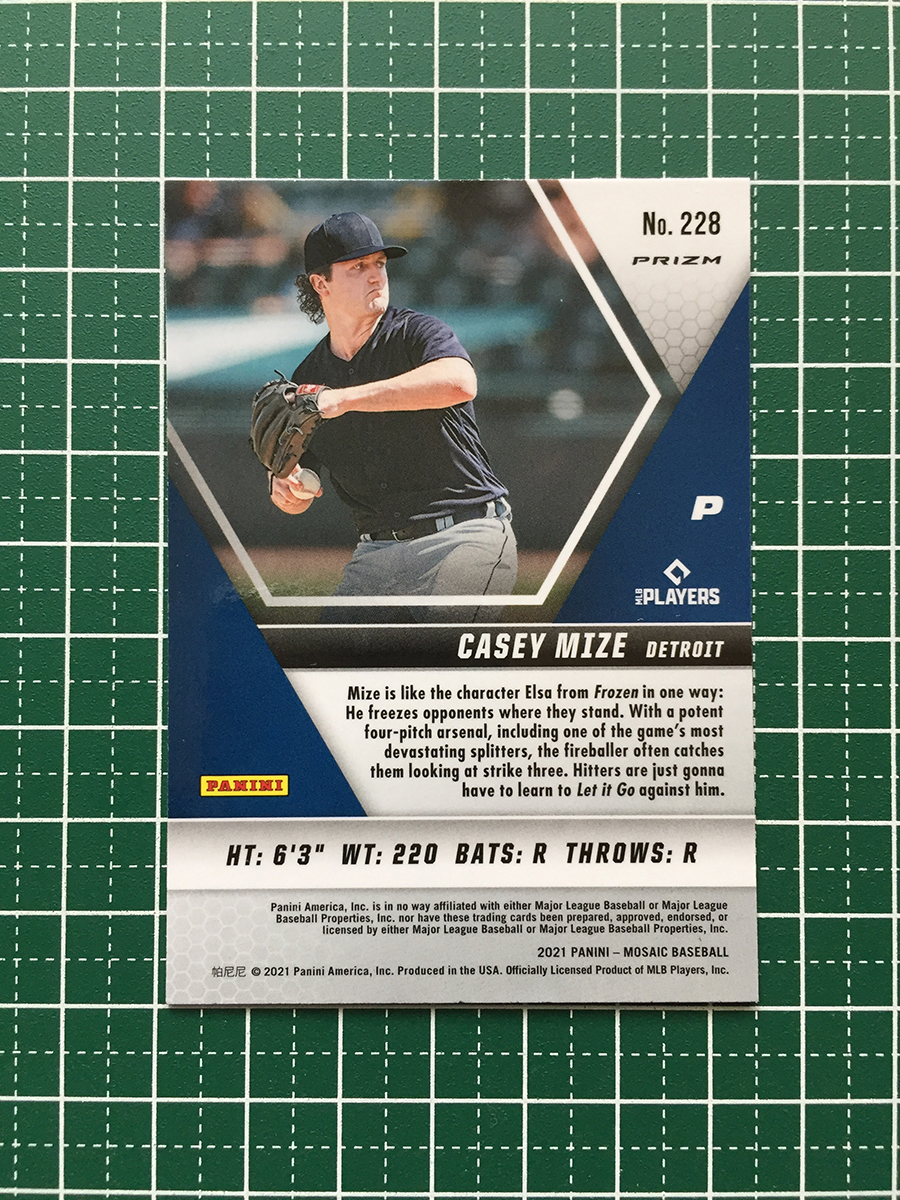 No. 228
PRIZM
P
MLB PLAYERS
CASEY MIZE DETROIT
Mize is like the character Elsa from Frozen in one way:
He freezes opponents where they stand. With a potent
four-pitch arsenal, including one of the game's most
devastating splitters, the fireballer often catches
them looking at strike three. Hitters are just gonna
have to learn to Let it Go against him.
PANINI
HT: 6'3" WT: 220 BATS: R THROWS: R
Panini America, Inc. is in no way affiliated with either Major League Baseball or Major League
Baseball Properties, Inc. nor have these trading cards been prepared, approved, endorsed, or
licensed by either Major League Baseball or Major League Baseball Properties, Inc.
2021 PANINI – MOSAIC BASEBALL
帕尼尼 © 2021 Panini America, Inc. Produced in the USA. Officially Licensed Product of MLB Players, Inc.